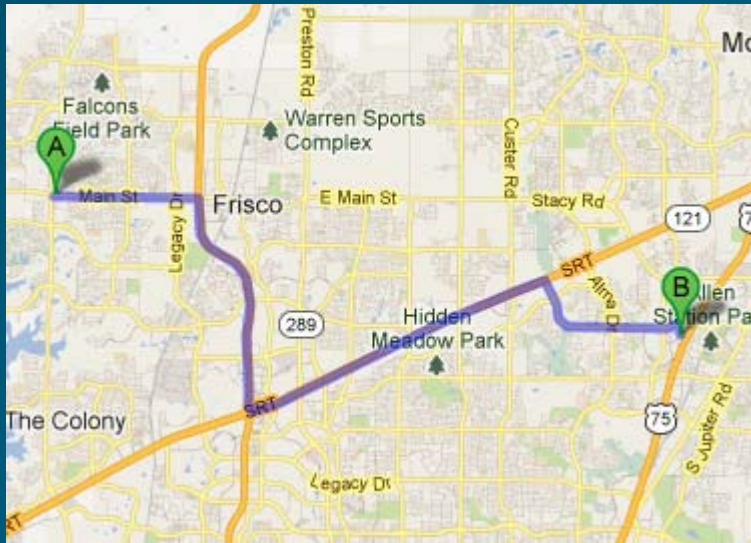 Preston Rd
Mc
Falcons
Field Park
Warren Sports
Complex
Custer Rd
A
Main St
Legacy Dr
Frisco
E Main St
Stacy Rd
121
SRT
Alma Dr
B
Allen
Station Pa
289
Hidden
Meadow Park
SRT
The Colony
75
S Jupiter Rd
Legacy Dr